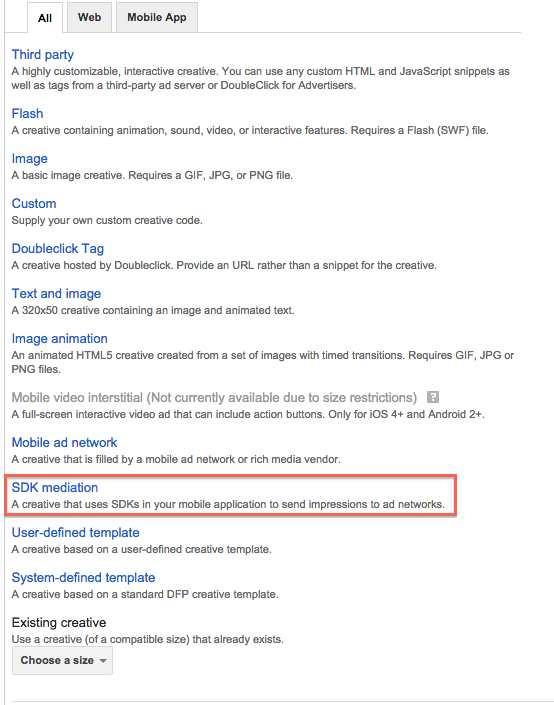 All Web Mobile App
Third party
A highly customizable, interactive creative. You can use any custom HTML and JavaScript snippets as
well as tags from a third-party ad server or DoubleClick for Advertisers.
Flash
A creative containing animation, sound, video, or interactive features. Requires a Flash (SWF) file.
Image
A basic image creative. Requires a GIF, JPG, or PNG file.
Custom
Supply your own custom creative code.
Doubleclick Tag
A creative hosted by Doubleclick. Provide an URL rather than a snippet for the creative.
Text and image
A 320x50 creative containing an image and animated text.
Image animation
An animated HTML5 creative created from a set of images with timed transitions. Requires GIF, JPG or
PNG files.
Mobile video interstitial (Not currently available due to size restrictions) ?
A full-screen interactive video ad that can include action buttons. Only for iOS 4+ and Android 2+.
Mobile ad network
A creative that is filled by a mobile ad network or rich media vendor.
SDK mediation
A creative that uses SDKs in your mobile application to send impressions to ad networks.
User-defined template
A creative based on a user-defined creative template.
System-defined template
A creative based on a standard DFP creative template.
Existing creative
Use a creative (of a compatible size) that already exists.
Choose a size